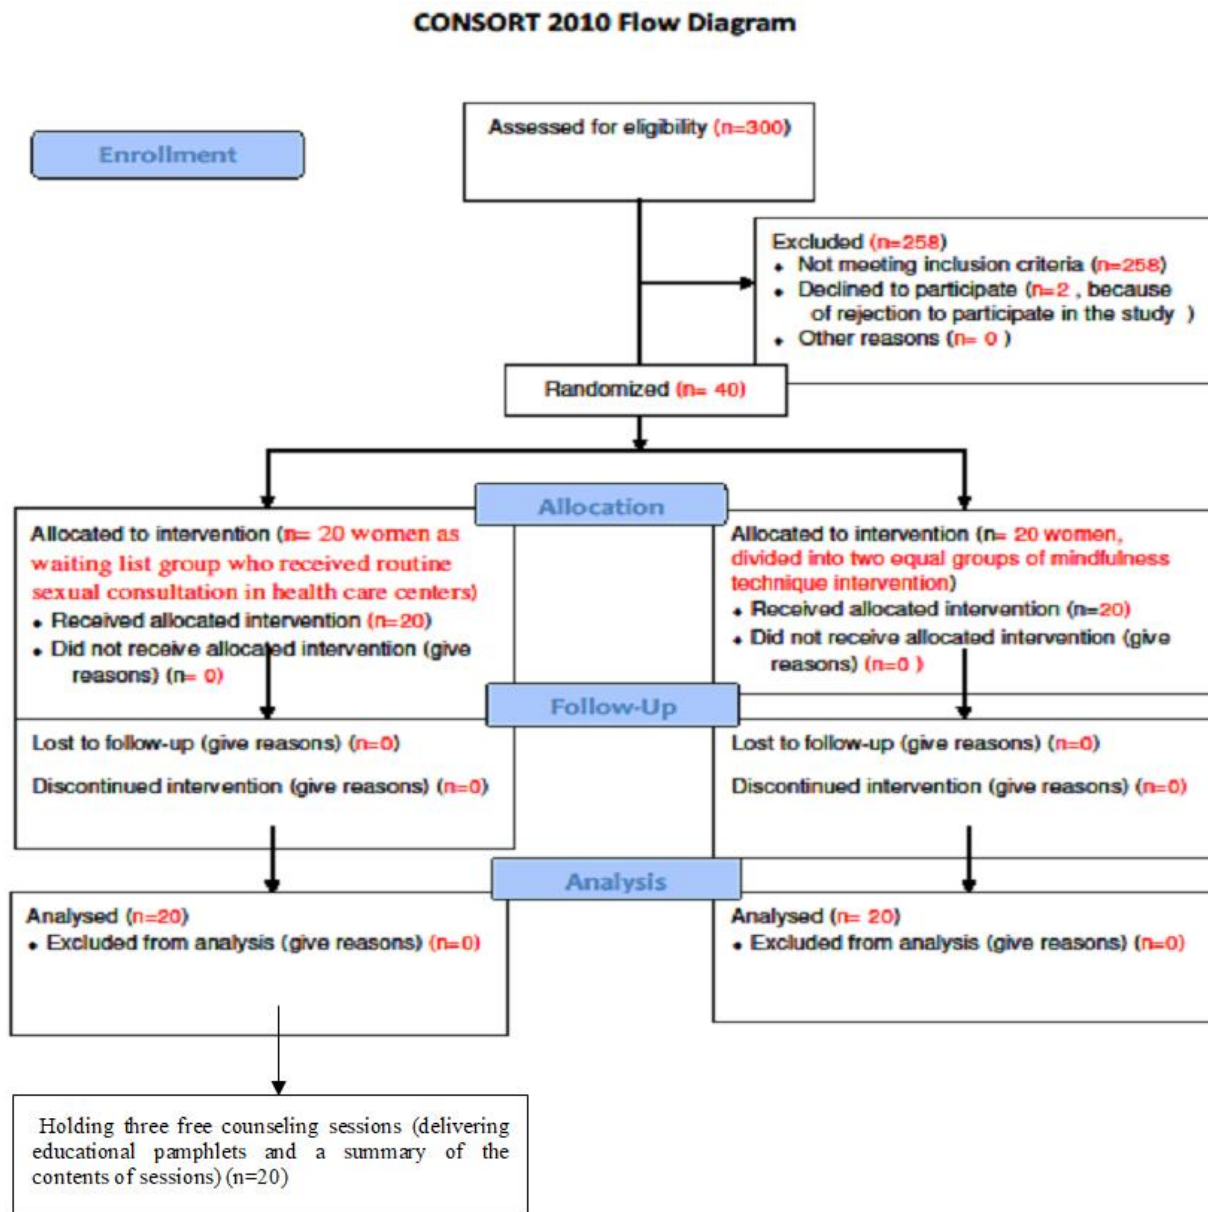 CONSORT 2010 Flow Diagram
Enrollment
Assessed for eligibility (n=300)
Excluded (n=258)
• Not meeting inclusion criteria (n=258)
• Declined to participate (n=2 , because
of rejection to participate in the study )
• Other reasons (n= 0 )
Randomized (n= 40)
Allocation
Allocated to intervention (n= 20 women as
waiting list group who received routine
sexual consultation in health care centers)
• Received allocated intervention (n=20)
• Did not receive allocated intervention (give
reasons) (n= 0)
Allocated to intervention (n= 20 women,
divided into two equal groups of mindfulness
technique intervention)
• Received allocated intervention (n=20)
• Did not receive allocated intervention (give
reasons) (n=0 )
Follow-Up
Lost to follow-up (give reasons) (n=0)
Discontinued intervention (give reasons) (n=0)
Lost to follow-up (give reasons) (n=0)
Discontinued intervention (give reasons) (n=0)
Analysis
Analysed (n=20)
• Excluded from analysis (give reasons) (n=0)
Analysed (n= 20)
• Excluded from analysis (give reasons) (n=0)
Holding three free counseling sessions (delivering
educational pamphlets and a summary of the
contents of sessions) (n=20)